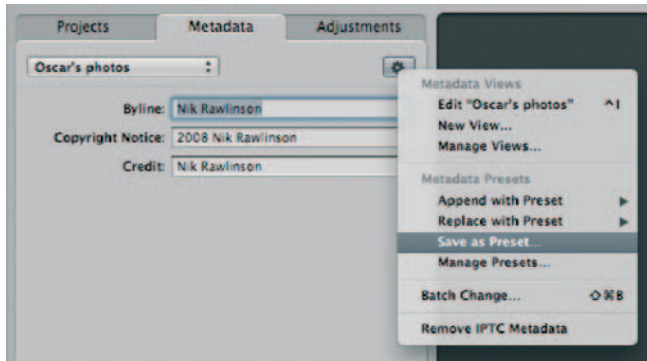 Projects Metadata Adjustments
Oscar's photos
Byline: Nik Rawlinson
Copyright Notice: 2008 Nik Rawlinson
Credit: Nik Rawlinson
Metadata Views
Edit "Oscar's photos" ^I
New View...
Manage Views...
Metadata Presets
Append with Preset ▶
Replace with Preset ▶
Save as Preset...
Manage Presets...
Batch Change... ⇧⌘B
Remove IPTC Metadata